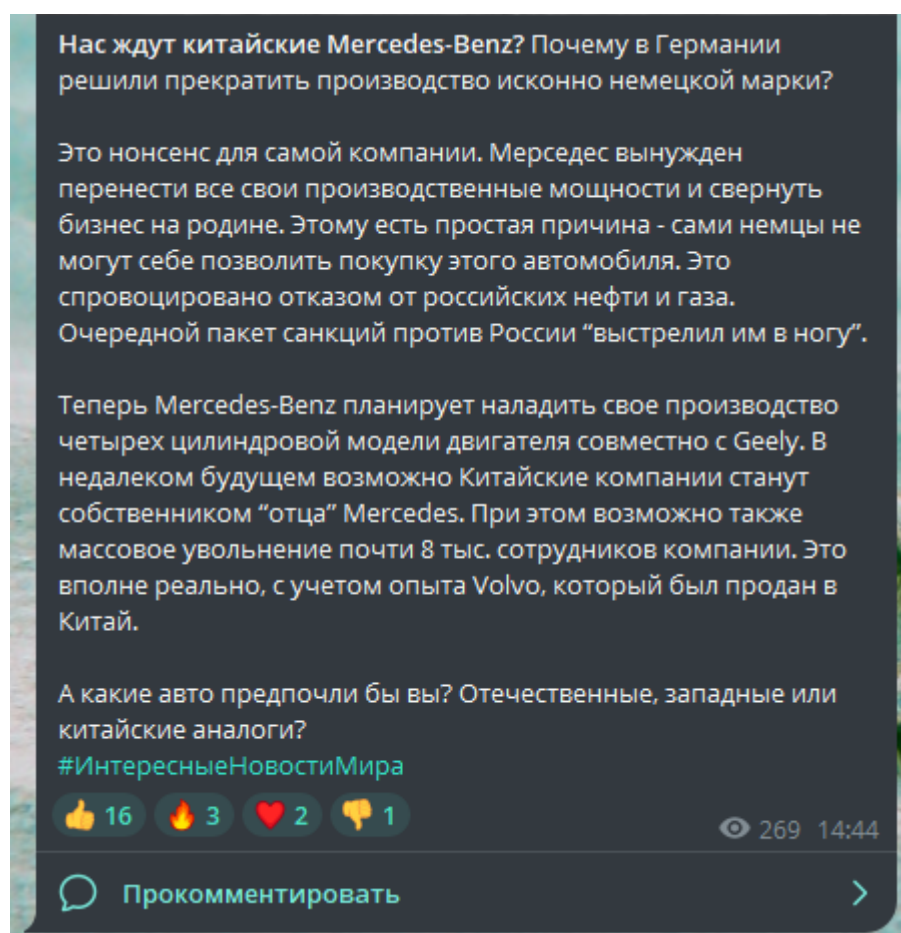 Нас ждут китайские Mercedes-Benz? Почему в Германии
решили прекратить производство исконно немецкой марки?
Это нонсенс для самой компании. Мерседес вынужден
перенести все свои производственные мощности и свернуть
бизнес на родине. Этому есть простая причина - сами немцы не
могут себе позволить покупку этого автомобиля. Это
спровоцировано отказом от российских нефти и газа.
Очередной пакет санкций против России “выстрелил им в ногу”.
Теперь Mercedes-Benz планирует наладить свое производство
четырех цилиндровой модели двигателя совместно с Geely. В
недалеком будущем возможно Китайские компании станут
собственником “отца” Mercedes. При этом возможно также
массовое увольнение почти 8 тыс. сотрудников компании. Это
вполне реально, с учетом опыта Volvo, который был продан в
Китай.
А какие авто предпочли бы вы? Отечественные, западные или
китайские аналоги?
#ИнтересныеНовостиМира
👍 16 🔥 3 ❤️ 2 👎 1
269 14:44
Прокомментировать